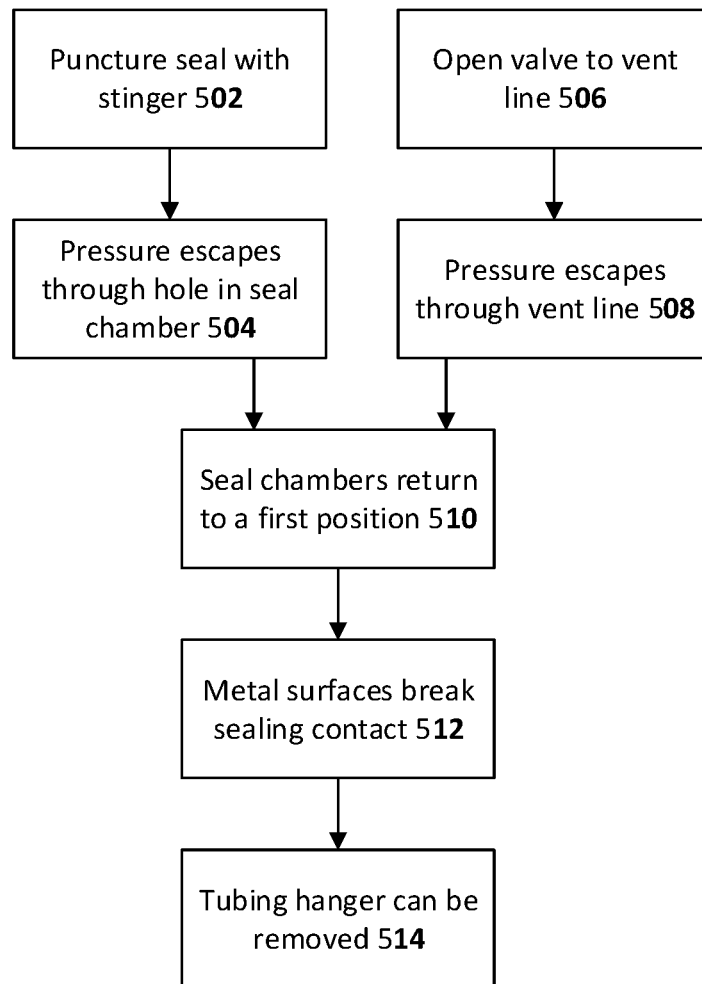 Puncture seal with
stinger 502
Open valve to vent
line 506
Pressure escapes
through hole in seal
chamber 504
Pressure escapes
through vent line 508
Seal chambers return
to a first position 510
Metal surfaces break
sealing contact 512
Tubing hanger can be
removed 514